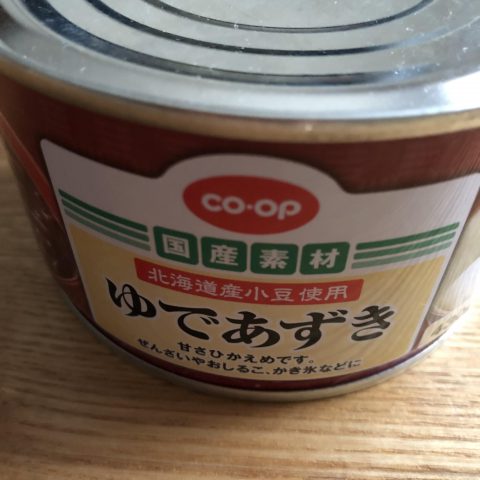 CO・OP
国産素材
北海道産小豆使用
ゆであずき
甘さひかえめです。
ぜんざいやおしるこ、かき氷などに